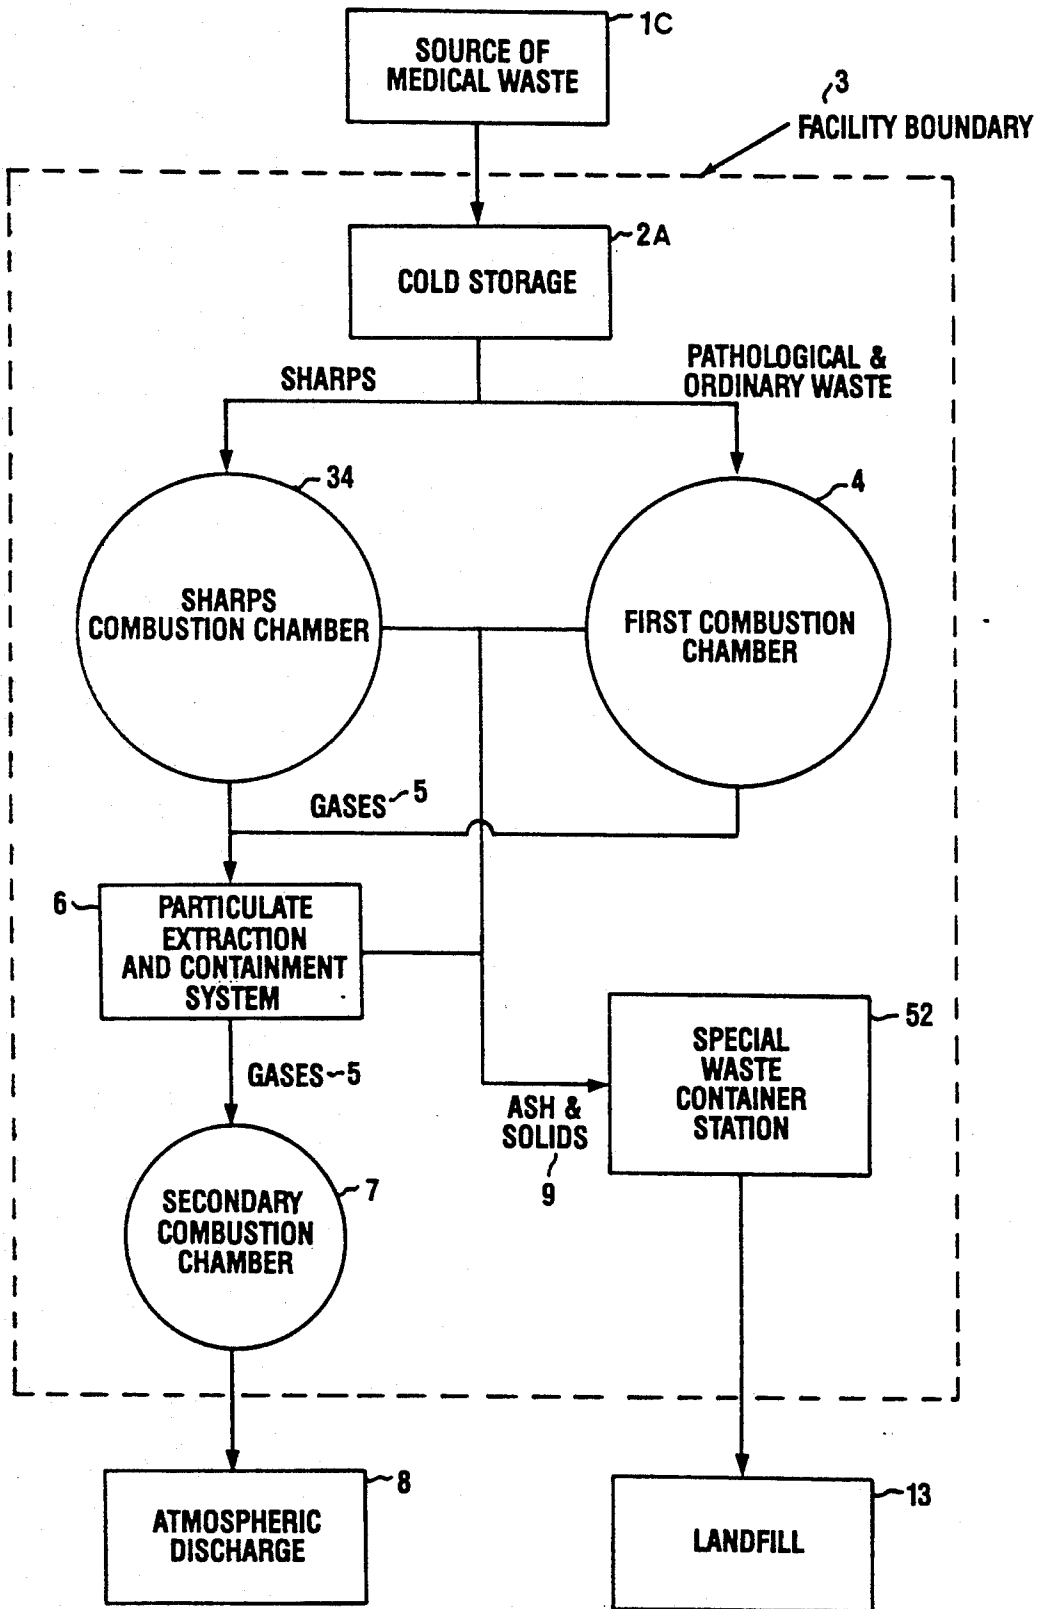 1C
SOURCE OF
MEDICAL WASTE
3
FACILITY BOUNDARY
2A
COLD STORAGE
SHARPS
PATHOLOGICAL &
ORDINARY WASTE
34
4
SHARPS
COMBUSTION CHAMBER
FIRST COMBUSTION
CHAMBER
GASES 5
6
PARTICULATE
EXTRACTION
AND CONTAINMENT
SYSTEM
52
SPECIAL
WASTE
CONTAINER
STATION
GASES 5
ASH &
SOLIDS
9
7
SECONDARY
COMBUSTION
CHAMBER
8
ATMOSPHERIC
DISCHARGE
13
LANDFILL